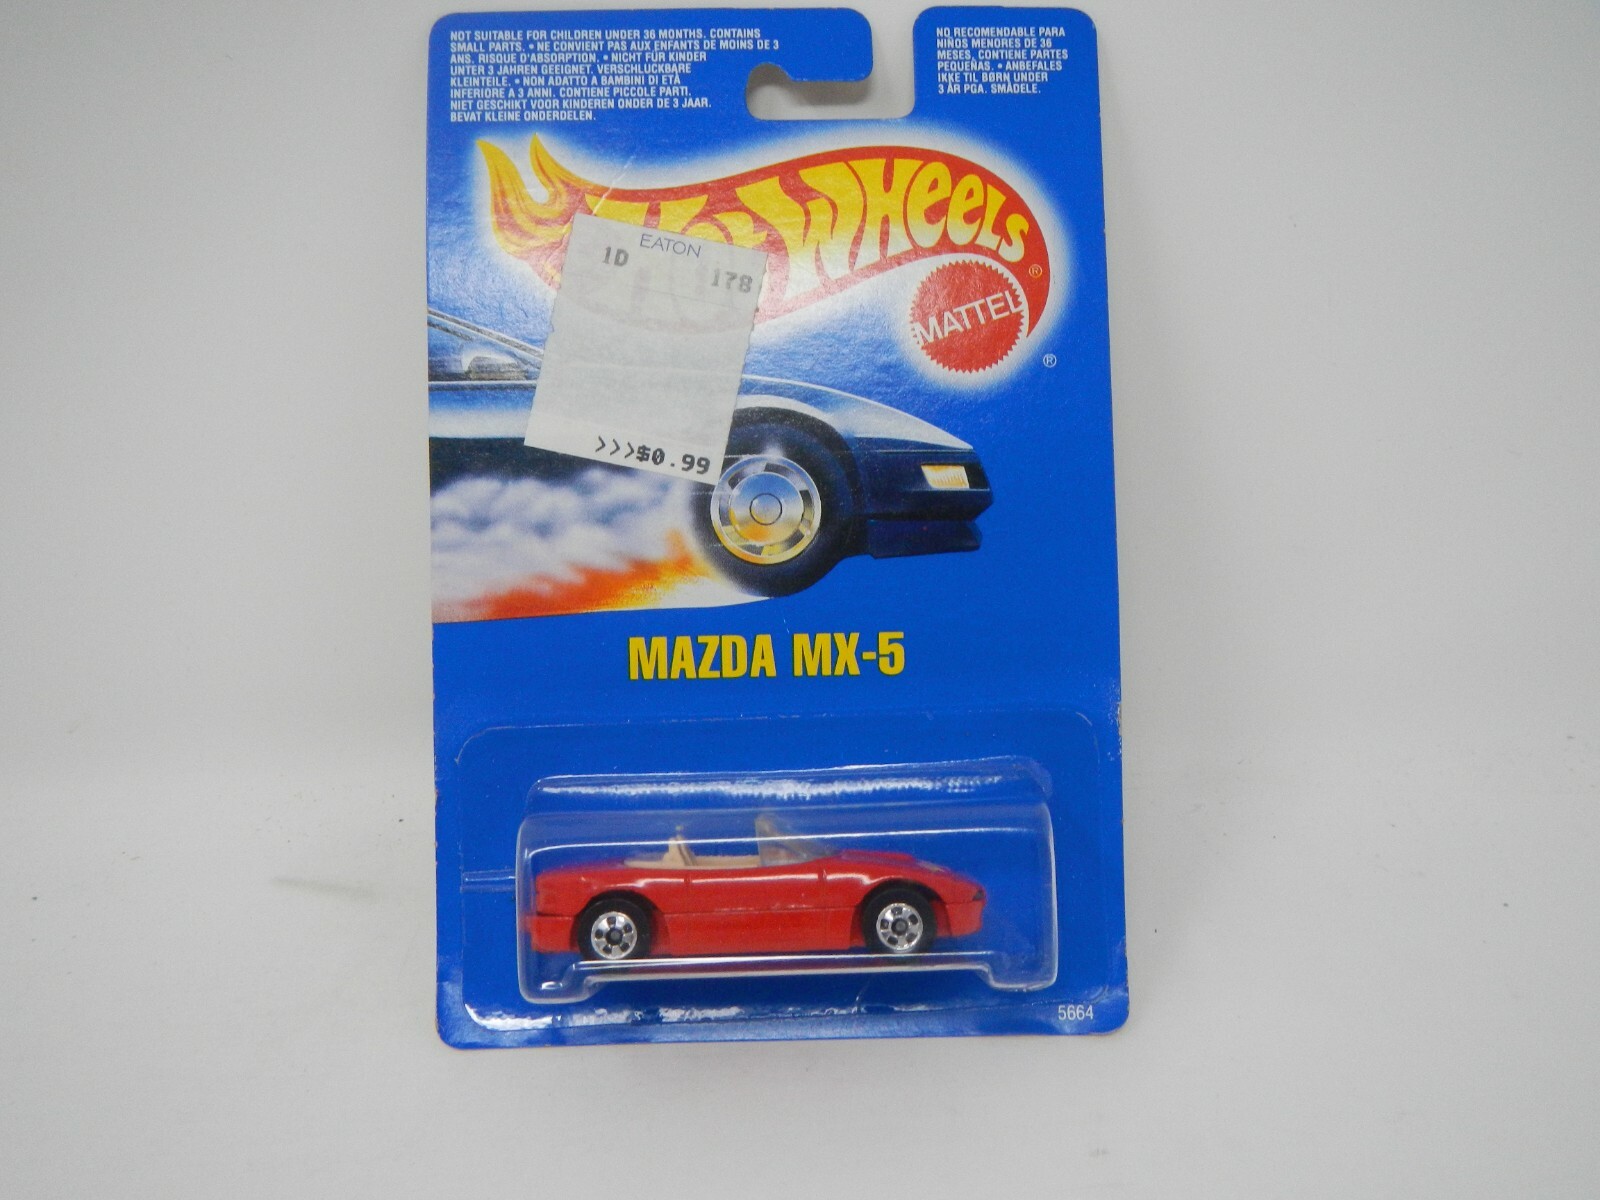 NOT SUITABLE FOR CHILDREN UNDER 36 MONTHS. CONTAINS
SMALL PARTS. • NE CONVIENT PAS AUX ENFANTS DE MOINS DE 3
ANS. RISQUE D'ABSORPTION. • NICHT FÜR KINDER
UNTER 3 JAHREN GEEIGNET. VERSCHLUCKBARE
KLEINTEILE. • NON ADATTO A BAMBINI DI ETÀ
INFERIORE A 3 ANNI. CONTIENE PICCOLE PARTI.
NIET GESCHIKT VOOR KINDEREN ONDER DE 3 JAAR.
BEVAT KLEINE ONDERDELEN.
NO RECOMENDABLE PARA
NIÑOS MENORES DE 36
MESES, CONTIENE PARTES
PEQUEÑAS. • ANBEFALES
IKKE TIL BØRN UNDER
3 ÅR PGA. SMÅDELE.
HOT WHEELS ®
MATTEL
®
EATON
1D 178
>>>$0.99
MAZDA MX-5
5664